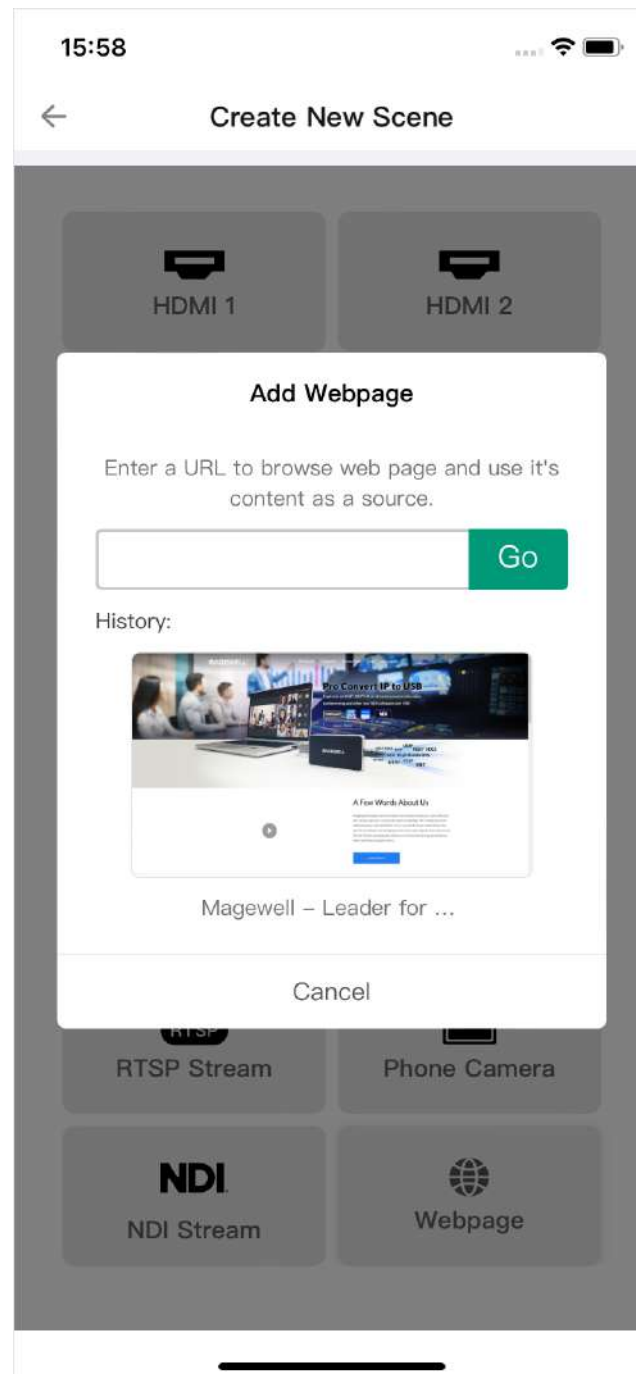 15:58
Create New Scene
HDMI 1
HDMI 2
Add Webpage
Enter a URL to browse web page and use it's
content as a source.
Go
History:
MAGEWELL
Pro Convert IP to USB
MAGEWELL
A Few Words About Us
Magewell – Leader for ...
Cancel
RTSP
RTSP Stream
Phone Camera
NDI
NDI Stream
Webpage